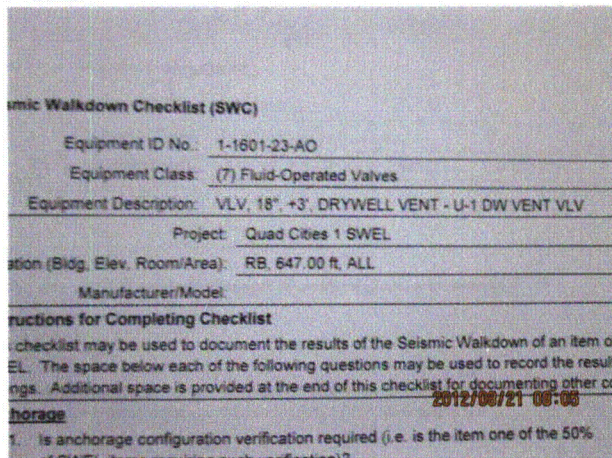 smic Walkdown Checklist (SWC)
Equipment ID No.: 1-1601-23-AO
Equipment Class: (7) Fluid-Operated Valves
Equipment Description: VLV, 18", +3', DRYWELL VENT - U-1 DW VENT VLV
Project: Quad Cities 1 SWEL
ation (Bldg, Elev, Room/Area): RB, 647.00 ft, ALL
Manufacturer/Model:
ructions for Completing Checklist
checklist may be used to document the results of the Seismic Walkdown of an item o
EL. The space below each of the following questions may be used to record the resul
ngs. Additional space is provided at the end of this checklist for documenting other co
2012/08/21 08:05
horage
1. Is anchorage configuration verification required (i.e. is the item one of the 50%